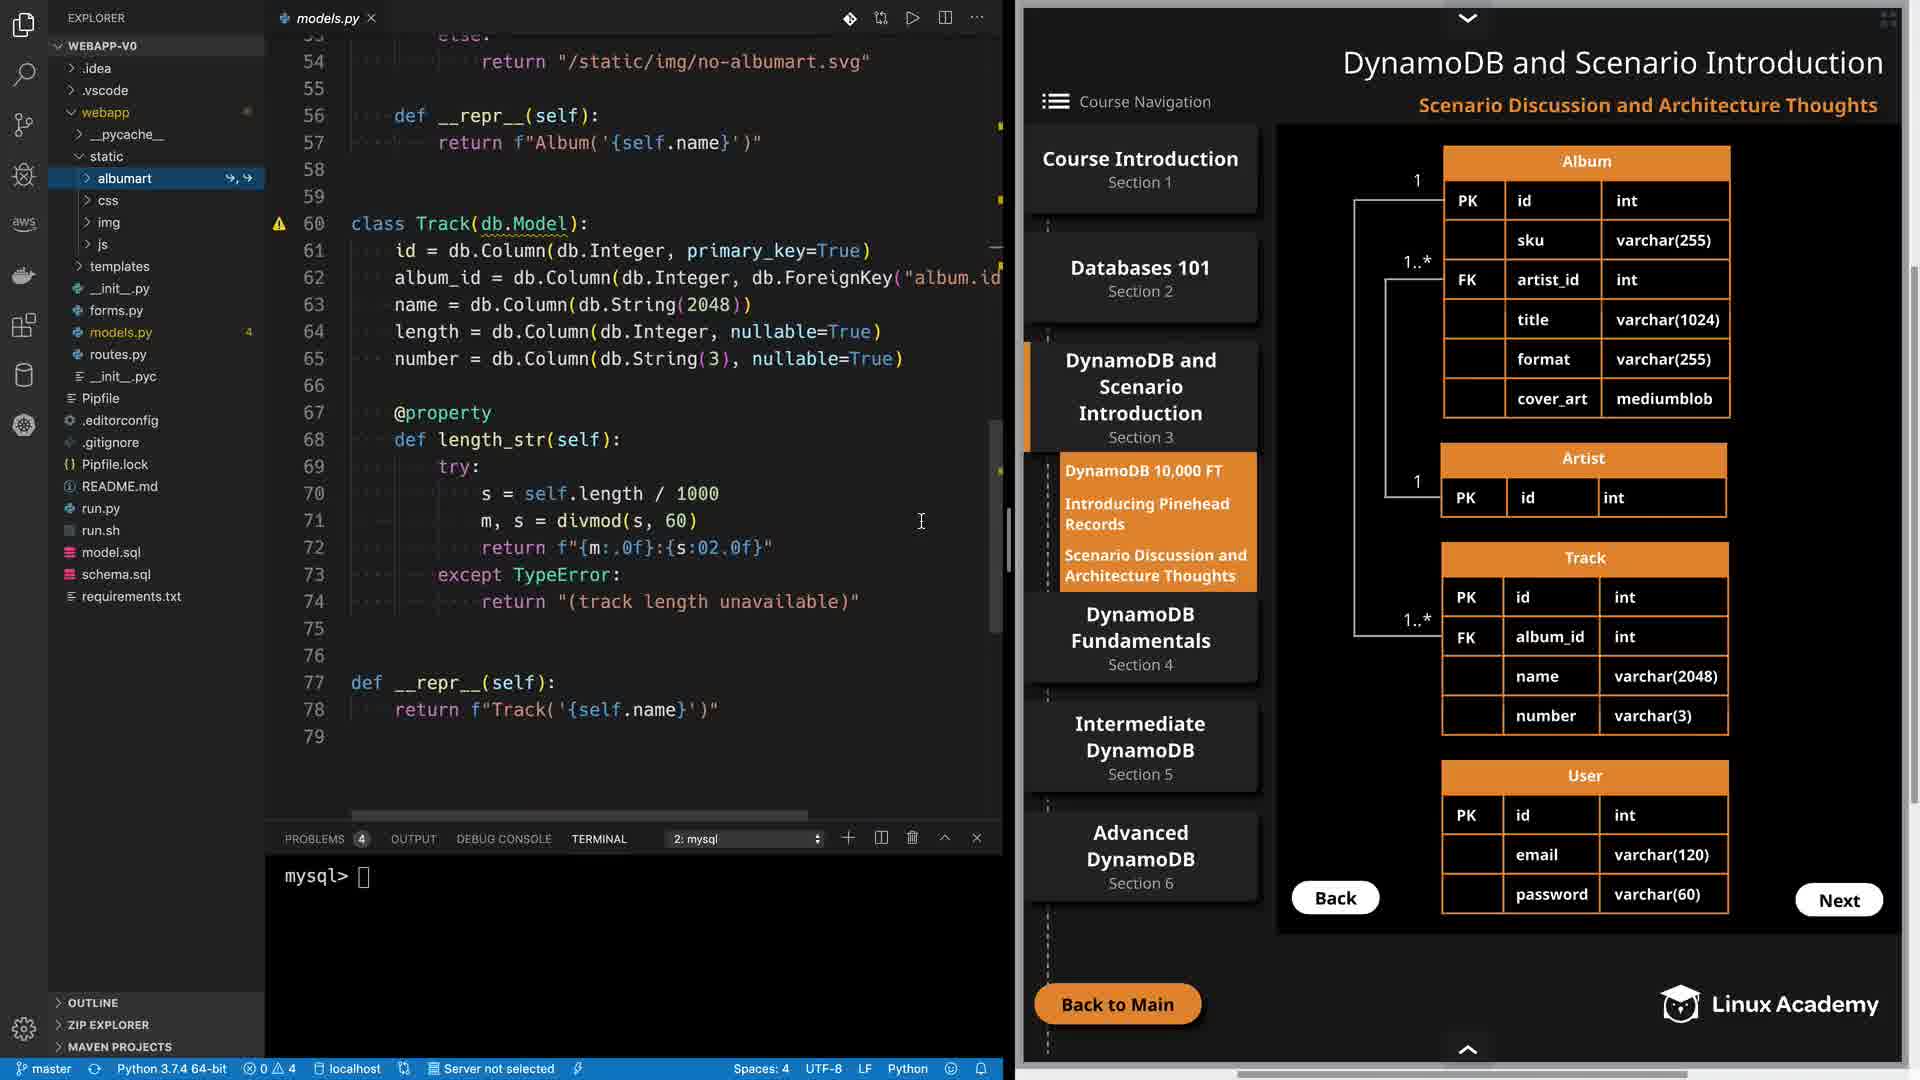 EXPLORER
WEBAPP-V0
.idea
.vscode
webapp
__pycache__
static
albumart
css
img
js
templates
__init__.py
forms.py
models.py 4
routes.py
__init__.pyc
Pipfile
.editorconfig
.gitignore
Pipfile.lock
README.md
run.py
run.sh
model.sql
schema.sql
requirements.txt
OUTLINE
ZIP EXPLORER
MAVEN PROJECTS
aws
models.py
53 else:
54 return "/static/img/no-albumart.svg"
55
56 def __repr__(self):
57 return f"Album('{self.name}')"
58
59
60 class Track(db.Model):
61 id = db.Column(db.Integer, primary_key=True)
62 album_id = db.Column(db.Integer, db.ForeignKey("album.id
63 name = db.Column(db.String(2048))
64 length = db.Column(db.Integer, nullable=True)
65 number = db.Column(db.String(3), nullable=True)
66
67 @property
68 def length_str(self):
69 try:
70 s = self.length / 1000
71 m, s = divmod(s, 60)
72 return f"{m:.0f}:{s:02.0f}"
73 except TypeError:
74 return "(track length unavailable)"
75
76
77 def __repr__(self):
78 return f"Track('{self.name}')"
79
PROBLEMS 4 OUTPUT DEBUG CONSOLE TERMINAL 2: mysql
mysql>
master Python 3.7.4 64-bit 0 4 localhost Server not selected Spaces: 4 UTF-8 LF Python
DynamoDB and Scenario Introduction
Scenario Discussion and Architecture Thoughts
Course Navigation
Course Introduction
Section 1
Databases 101
Section 2
DynamoDB and
Scenario
Introduction
Section 3
DynamoDB 10,000 FT
Introducing Pinehead
Records
Scenario Discussion and
Architecture Thoughts
DynamoDB
Fundamentals
Section 4
Intermediate
DynamoDB
Section 5
Advanced
DynamoDB
Section 6
Back to Main
Album
1
PK id int
sku varchar(255)
1..*
FK artist_id int
title varchar(1024)
format varchar(255)
cover_art mediumblob
Artist
1
PK id int
Track
PK id int
1..*
FK album_id int
name varchar(2048)
number varchar(3)
User
PK id int
email varchar(120)
password varchar(60)
Back
Next
Linux Academy